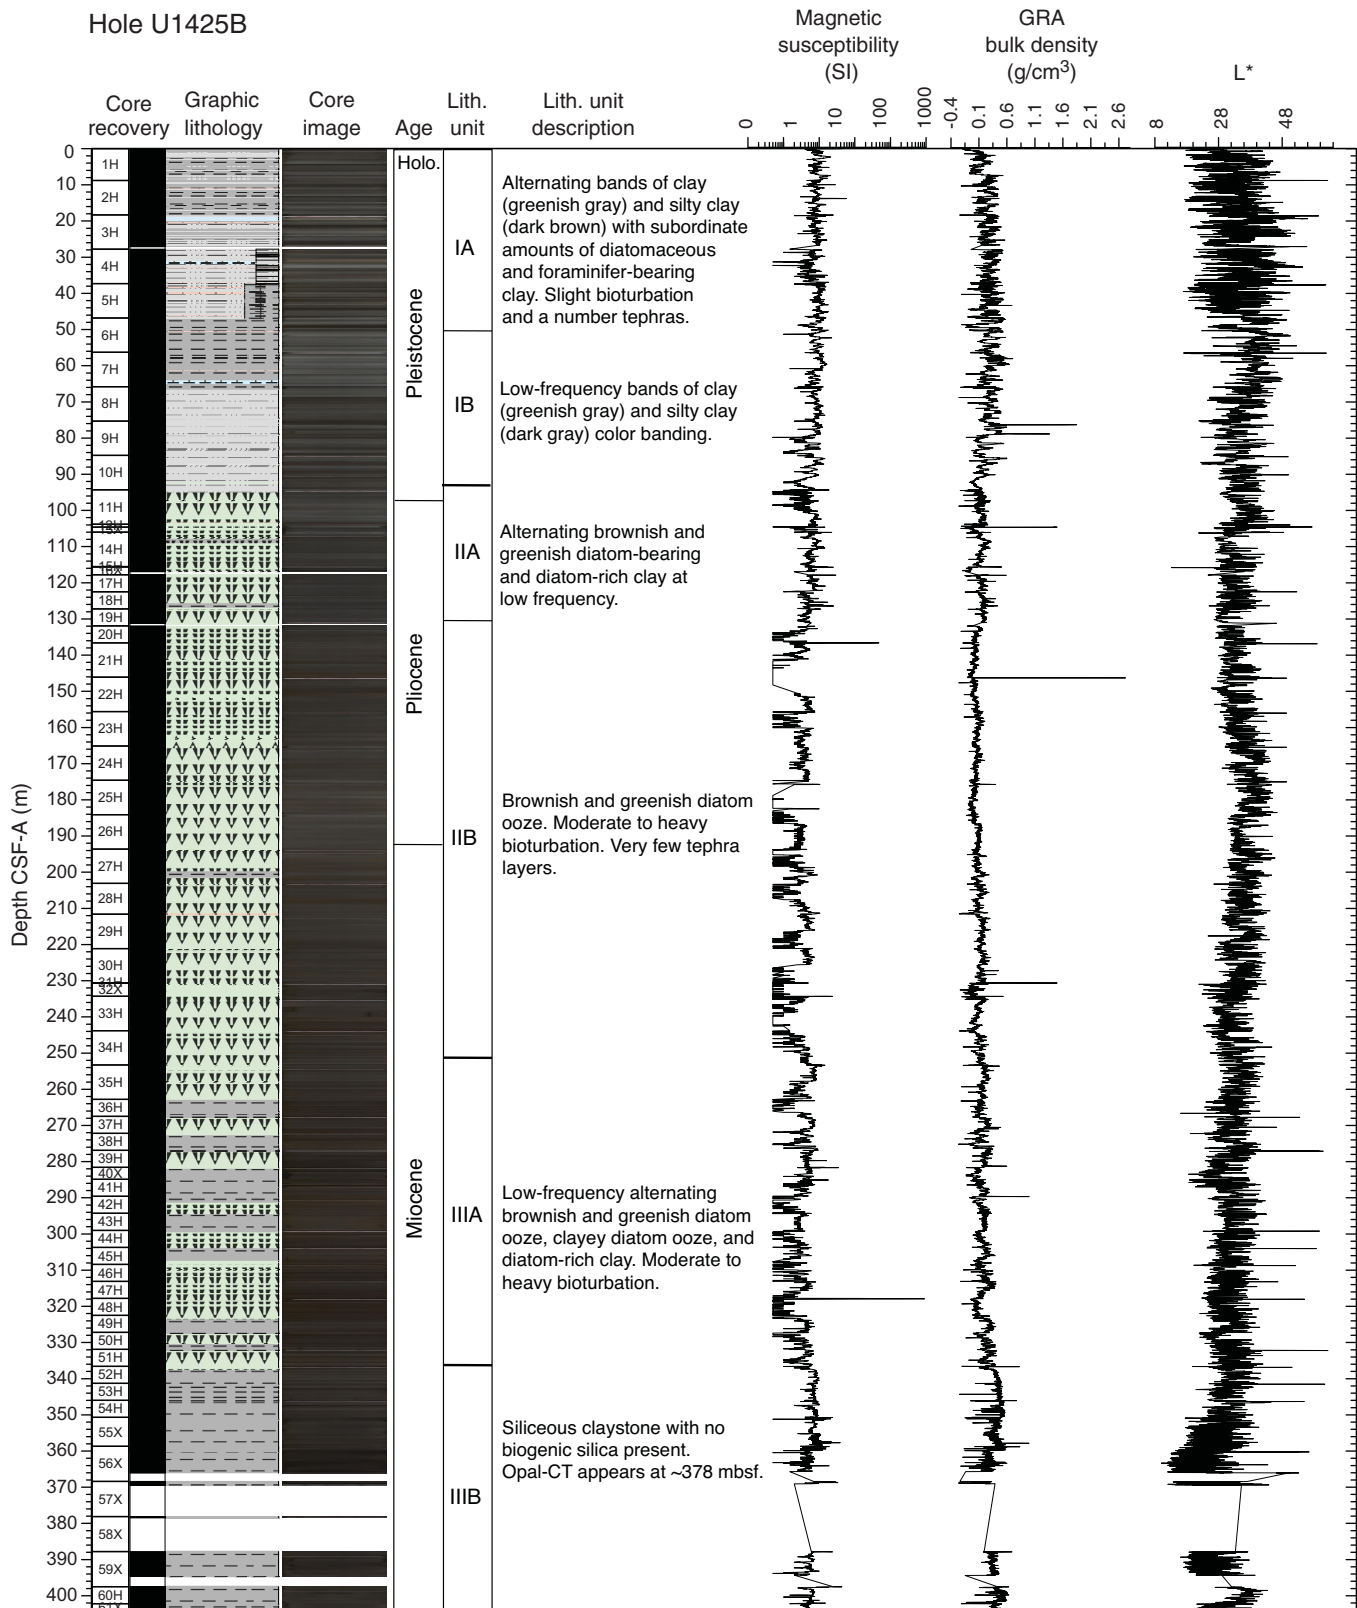 Hole U1425B
Magnetic
susceptibility
(SI)
GRA
bulk density
(g/cm3)
L*
Core
recovery
Graphic
lithology
Core
image
Age
Lith.
unit
Lith. unit
description
0
1
10
100
1000
-0.4
0.1
0.6
1.1
1.6
2.1
2.6
8
28
48
Depth CSF-A (m)
0
10
20
30
40
50
60
70
80
90
100
110
120
130
140
150
160
170
180
190
200
210
220
230
240
250
260
270
280
290
300
310
320
330
340
350
360
370
380
390
400
1H
2H
3H
4H
5H
6H
7H
8H
9H
10H
11H
14H
17H
18H
19H
20H
21H
22H
23H
24H
25H
26H
27H
28H
29H
30H
31H
32X
33H
34H
35H
36H
37H
38H
39H
40X
41H
42H
43H
44H
45H
46H
47H
48H
49H
50H
51H
52H
53H
54H
55X
56X
57X
58X
59X
60H
Holo.
Pleistocene
Pliocene
Miocene
IA
IB
IIA
IIB
IIIA
IIIB
Alternating bands of clay
(greenish gray) and silty clay
(dark brown) with subordinate
amounts of diatomaceous
and foraminifer-bearing
clay. Slight bioturbation
and a number tephras.
Low-frequency bands of clay
(greenish gray) and silty clay
(dark gray) color banding.
Alternating brownish and
greenish diatom-bearing
and diatom-rich clay at
low frequency.
Brownish and greenish diatom
ooze. Moderate to heavy
bioturbation. Very few tephra
layers.
Low-frequency alternating
brownish and greenish diatom
ooze, clayey diatom ooze, and
diatom-rich clay. Moderate to
heavy bioturbation.
Siliceous claystone with no
biogenic silica present.
Opal-CT appears at ~378 mbsf.